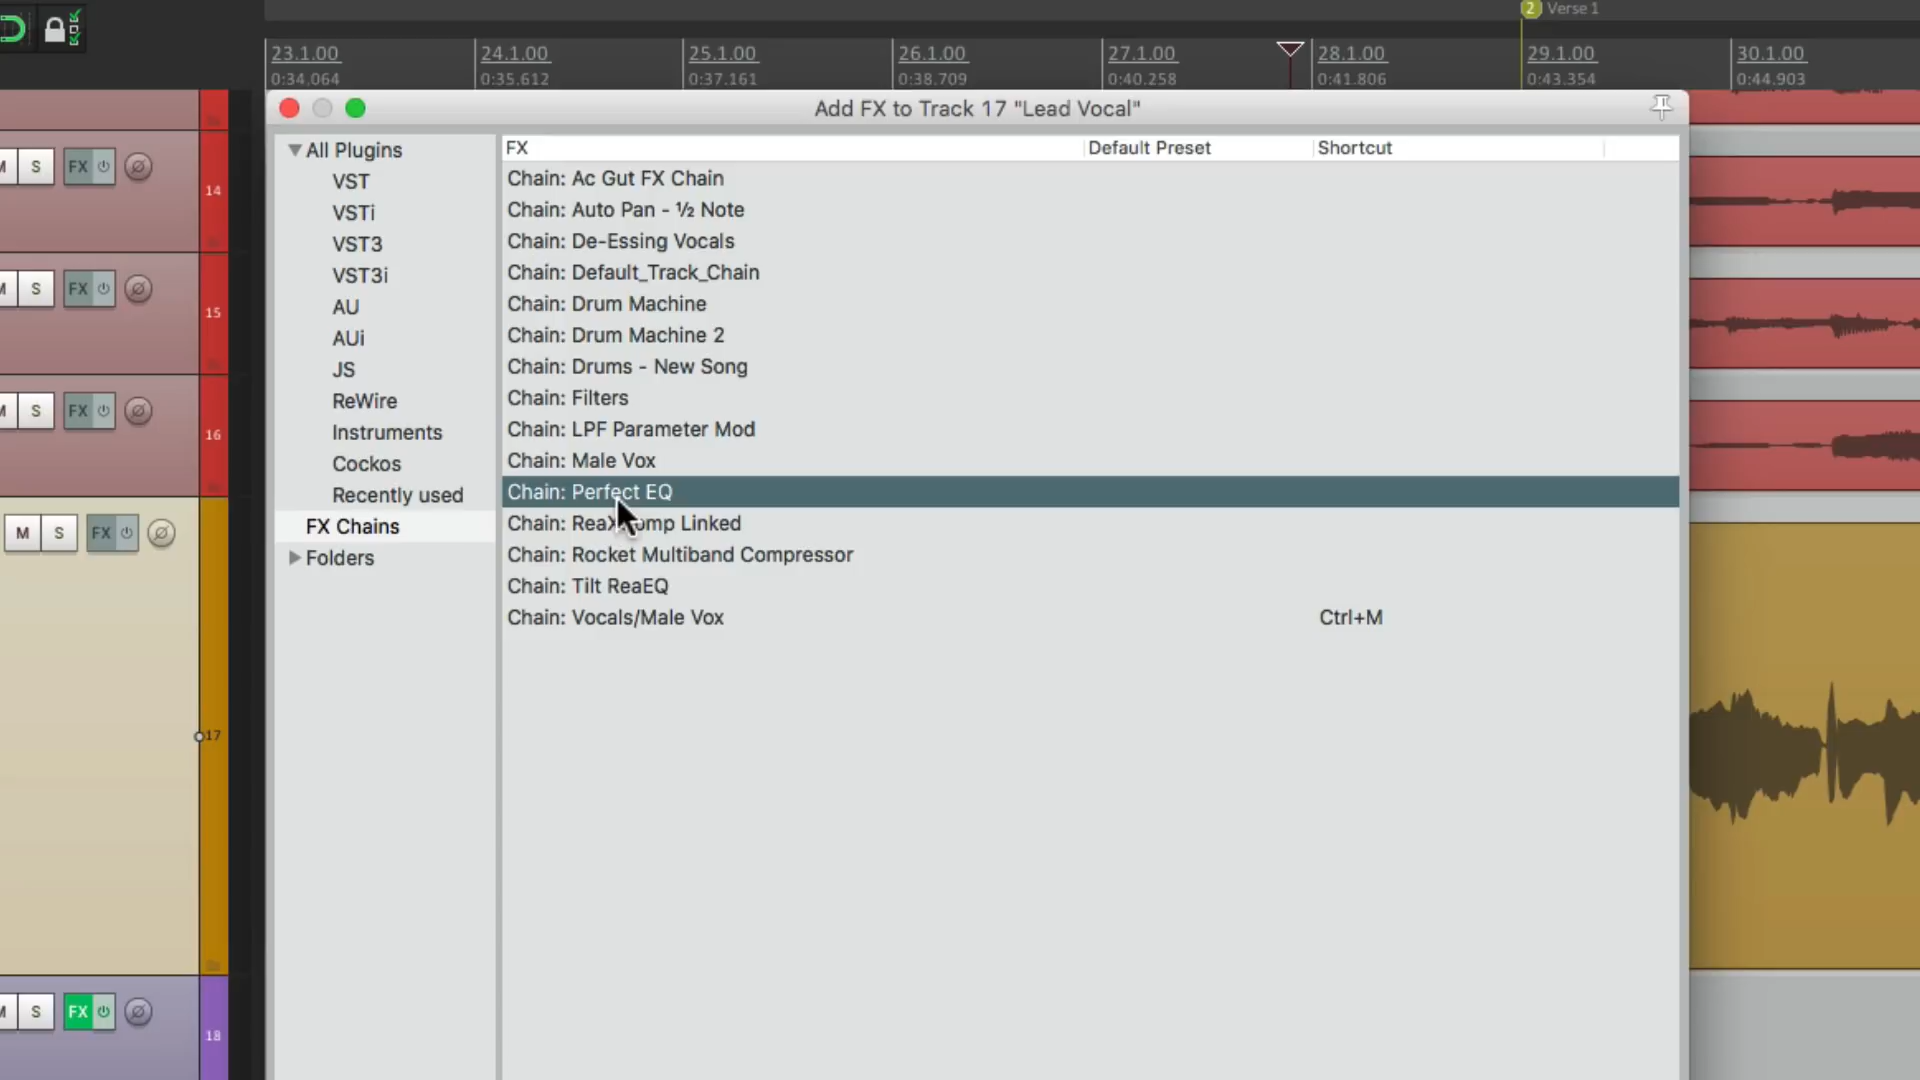 2 Verse 1
23.1.00 24.1.00 25.1.00 26.1.00 27.1.00 28.1.00 29.1.00 30.1.00
0:34.064 0:35.612 0:37.161 0:38.709 0:40.258 0:41.806 0:43.354 0:44.903
Add FX to Track 17 "Lead Vocal"
All Plugins
VST
VSTi
VST3
VST3i
AU
AUi
JS
ReWire
Instruments
Cockos
Recently used
FX Chains
Folders
FX Default Preset Shortcut
Chain: Ac Gut FX Chain
Chain: Auto Pan - ½ Note
Chain: De-Essing Vocals
Chain: Default_Track_Chain
Chain: Drum Machine
Chain: Drum Machine 2
Chain: Drums - New Song
Chain: Filters
Chain: LPF Parameter Mod
Chain: Male Vox
Chain: Perfect EQ
Chain: Linked
Chain: Rocket Multiband Compressor
Chain: Tilt ReaEQ
Chain: Vocals/Male Vox Ctrl+M
M S FX 14
M S FX 15
M S FX 16
M S FX
17
M S FX 18